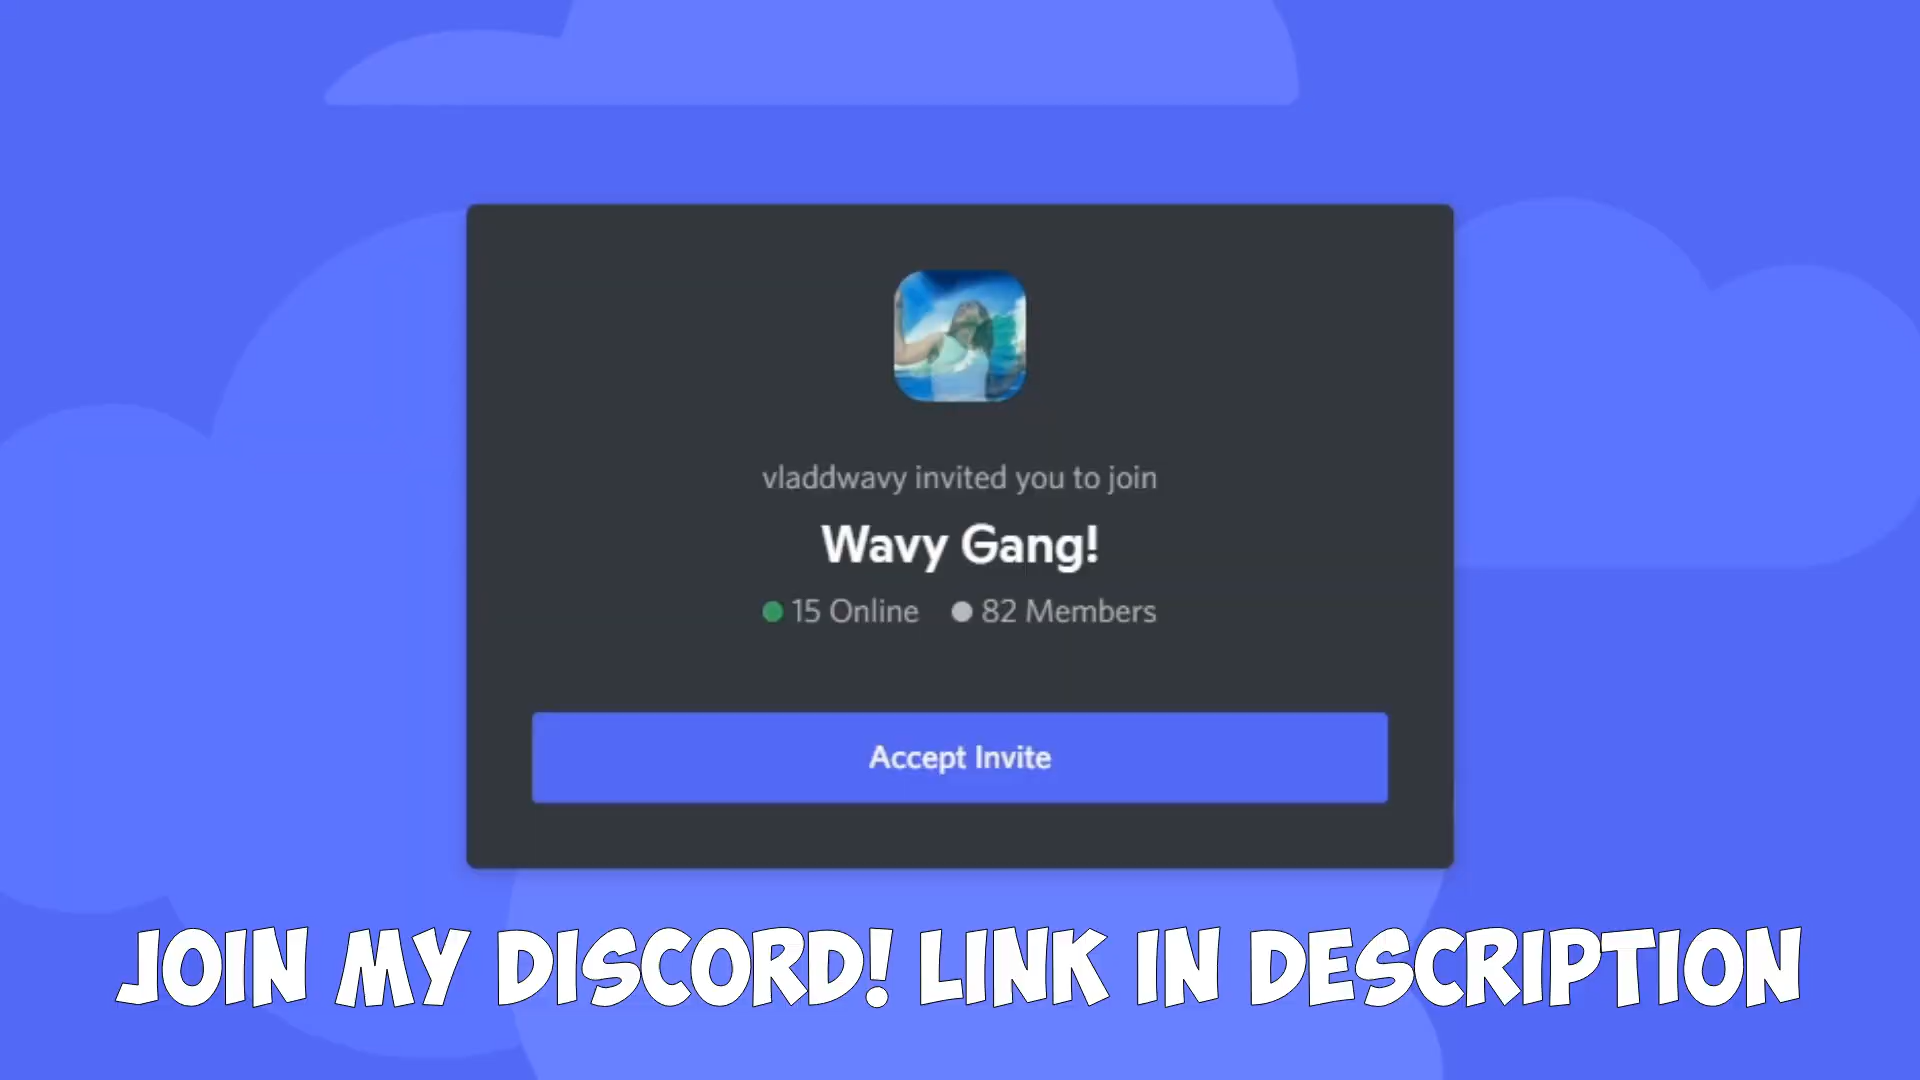 vladdwavy invited you to join
Wavy Gang!
15 Online 82 Members
Accept Invite
JOIN MY DISCORD! LINK IN DESCRIPTION